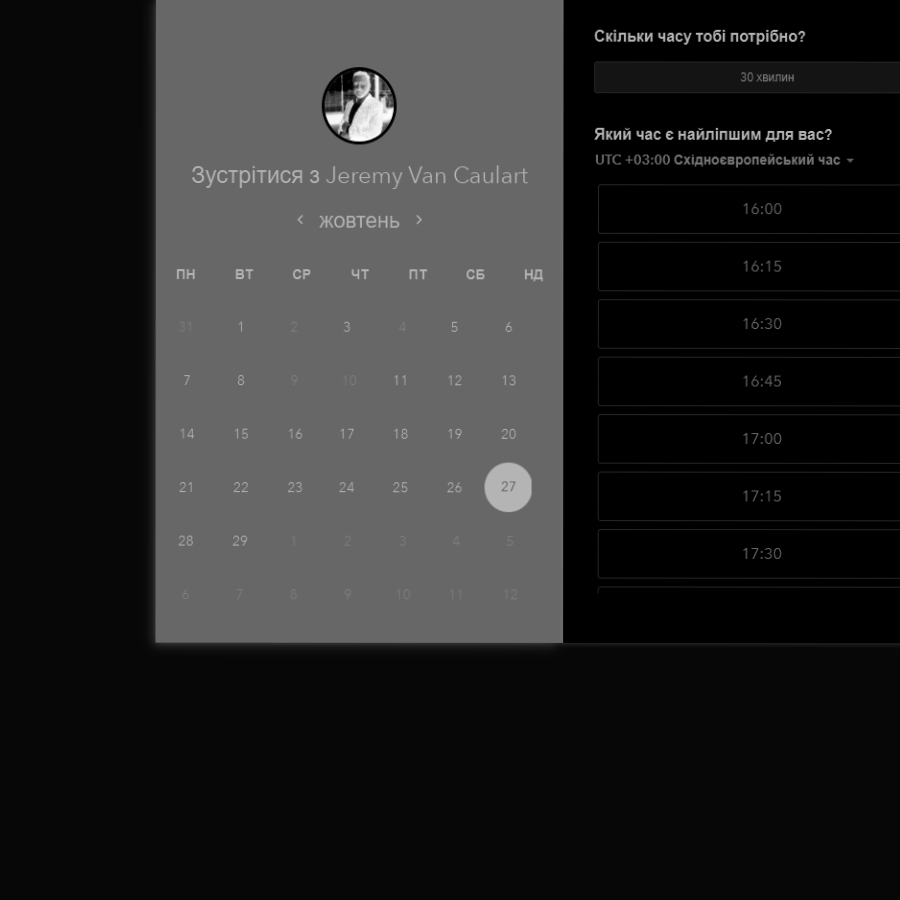 Зустрітися з Jeremy Van Caulart
жовтень
ПН ВТ СР ЧТ ПТ СБ НД
31 1 2 3 4 5 6
7 8 9 10 11 12 13
14 15 16 17 18 19 20
21 22 23 24 25 26 27
28 29 1 2 3 4 5
6 7 8 9 10 11 12
Скільки часу тобі потрібно?
30 хвилин
Який час є найліпшим для вас?
UTC +03:00 Східноєвропейський час
16:00
16:15
16:30
16:45
17:00
17:15
17:30